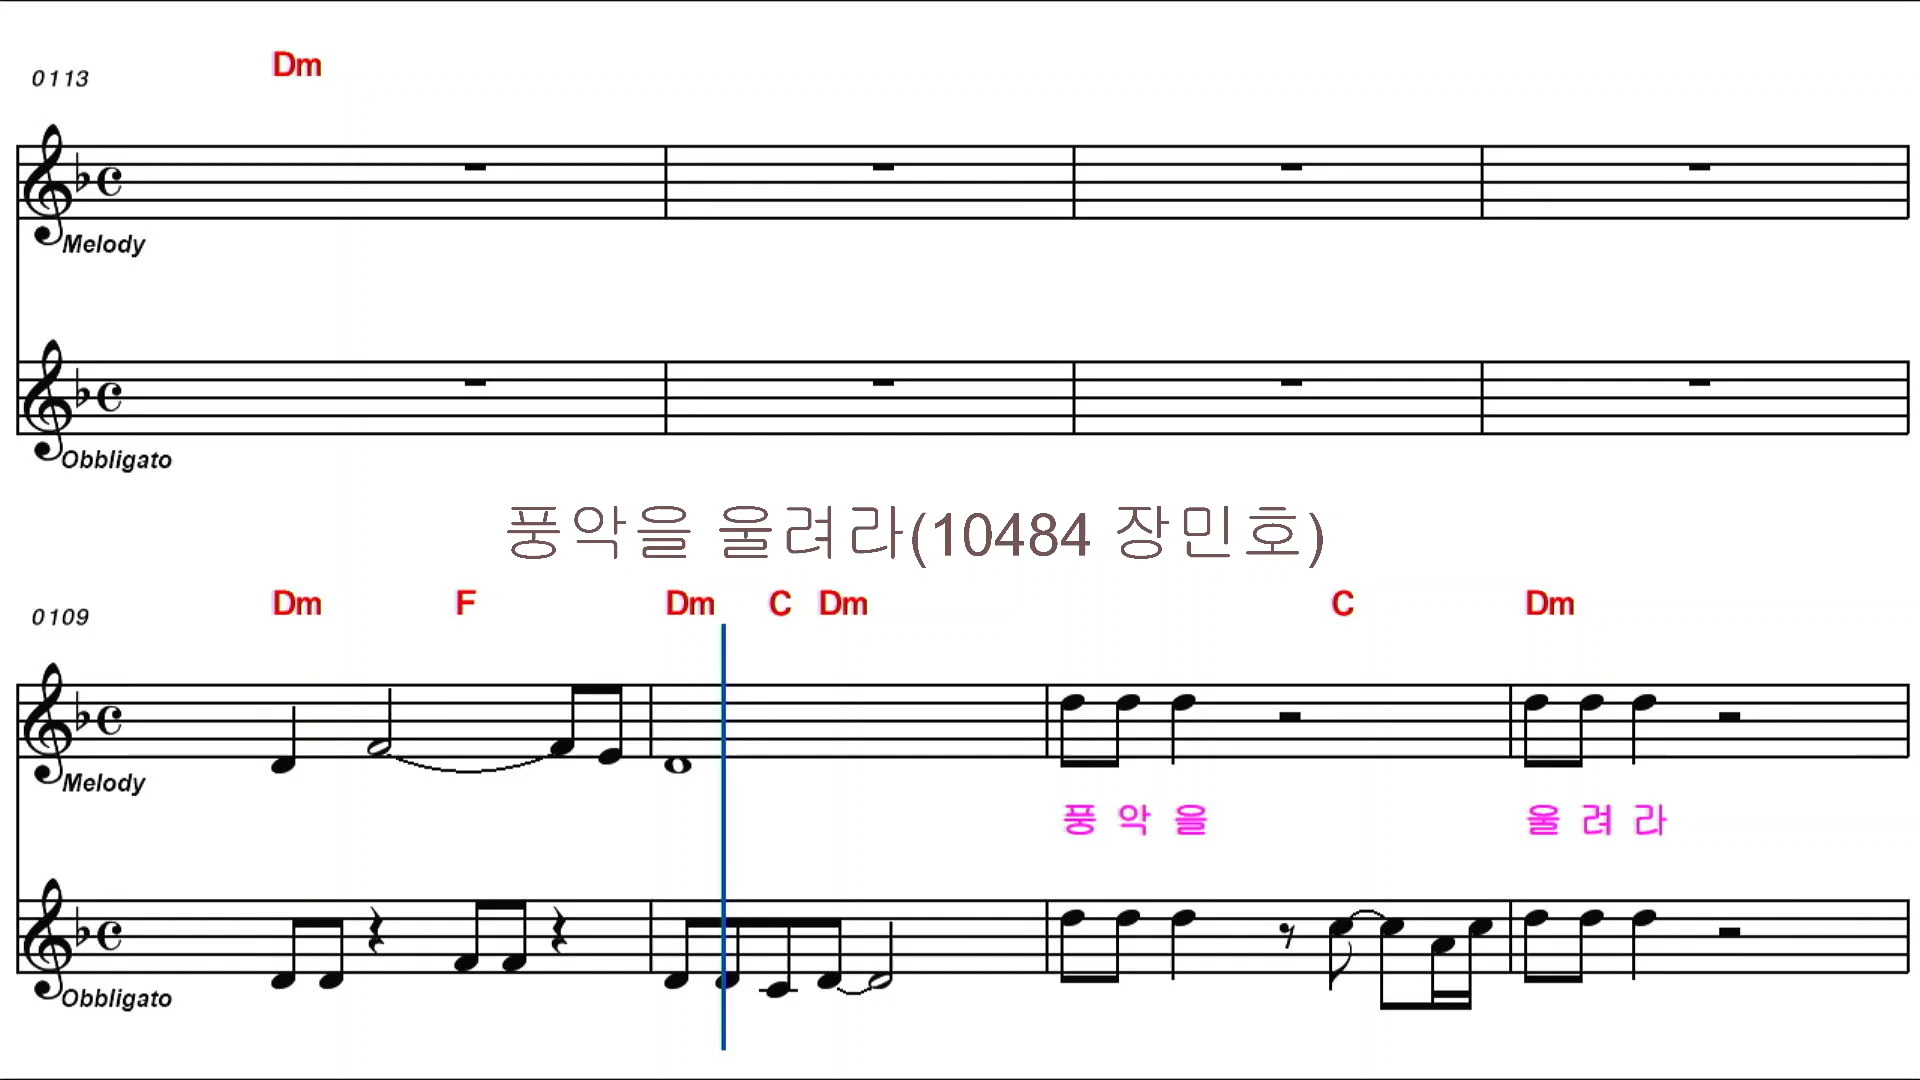 Dm
0113
Melody
Obbligato
풍악을 울려라(10484 장민호)
Dm F Dm C Dm C Dm
0109
Melody
풍 악 을 울 려 라
Obbligato